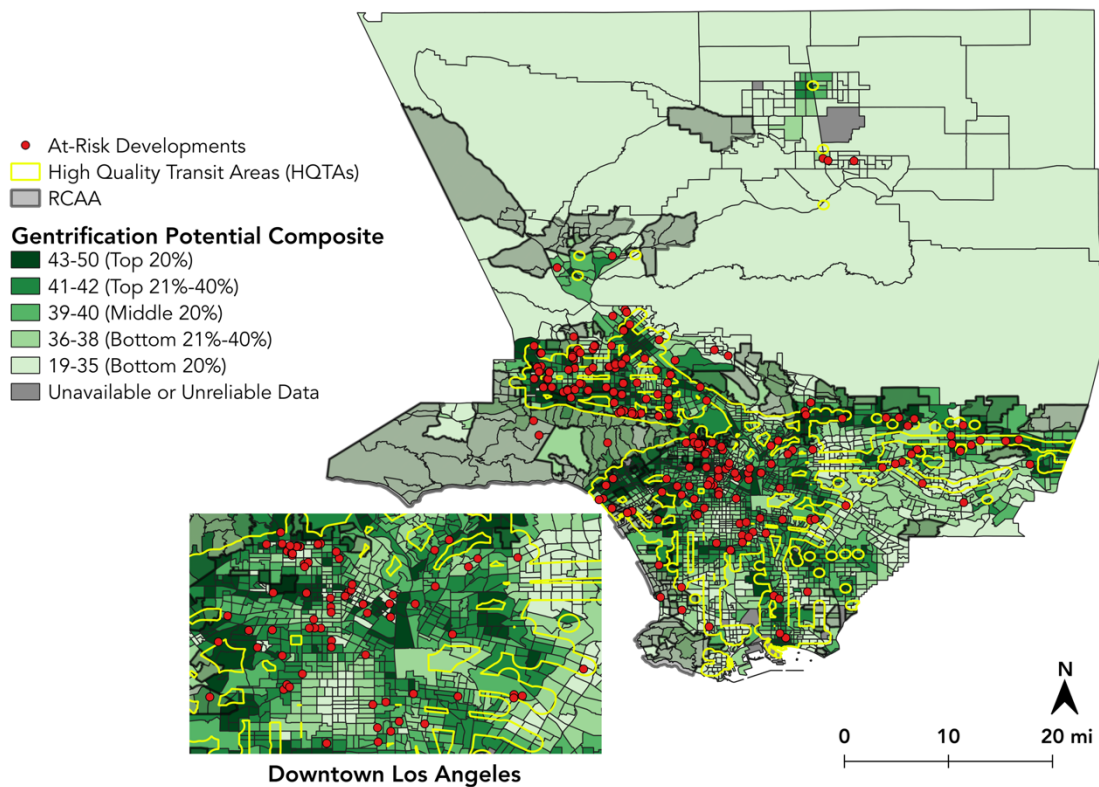 At-Risk Developments
High Quality Transit Areas (HQTAs)
RCAA
Gentrification Potential Composite
43-50 (Top 20%)
41-42 (Top 21%-40%)
39-40 (Middle 20%)
36-38 (Bottom 21%-40%)
19-35 (Bottom 20%)
Unavailable or Unreliable Data
Downtown Los Angeles
N
0 10 20 mi